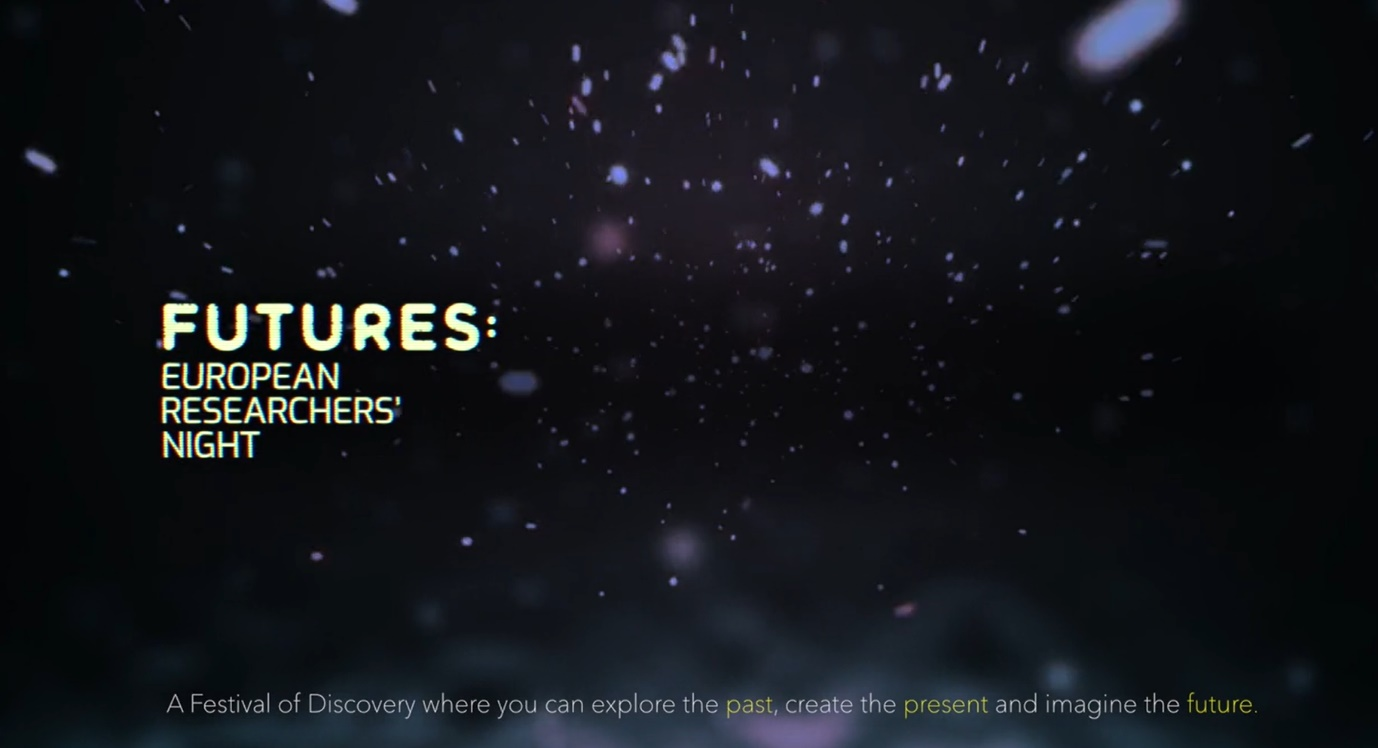 FUTURES:
EUROPEAN
RESEARCHERS'
NIGHT
A Festival of Discovery where you can explore the past, create the present and imagine the future.